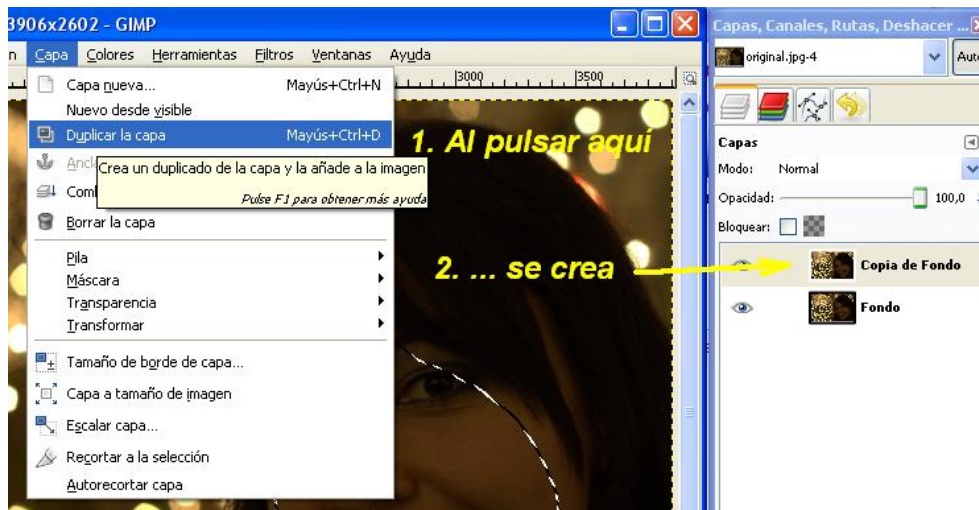 3906x2602 - GIMP
Capas, Canales, Rutas, Deshacer ...
n Capa Colores Herramientas Filtros Ventanas Ayuda
original.jpg-4
3000 3500
Capa nueva... Mayús+Ctrl+N
Nuevo desde visible
Duplicar la capa Mayús+Ctrl+D
Crea un duplicado de la capa y la añade a la imagen
Pulse F1 para obtener más ayuda
Borrar la capa
Pila
Máscara
Transparencia
Transformar
Tamaño de borde de capa...
Capa a tamaño de imagen
Escalar capa...
Recortar a la selección
Autorecortar capa
1. Al pulsar aquí
2. ... se crea
Capas
Modo: Normal
Opacidad: 100,0
Bloquear:
Copia de Fondo
Fondo